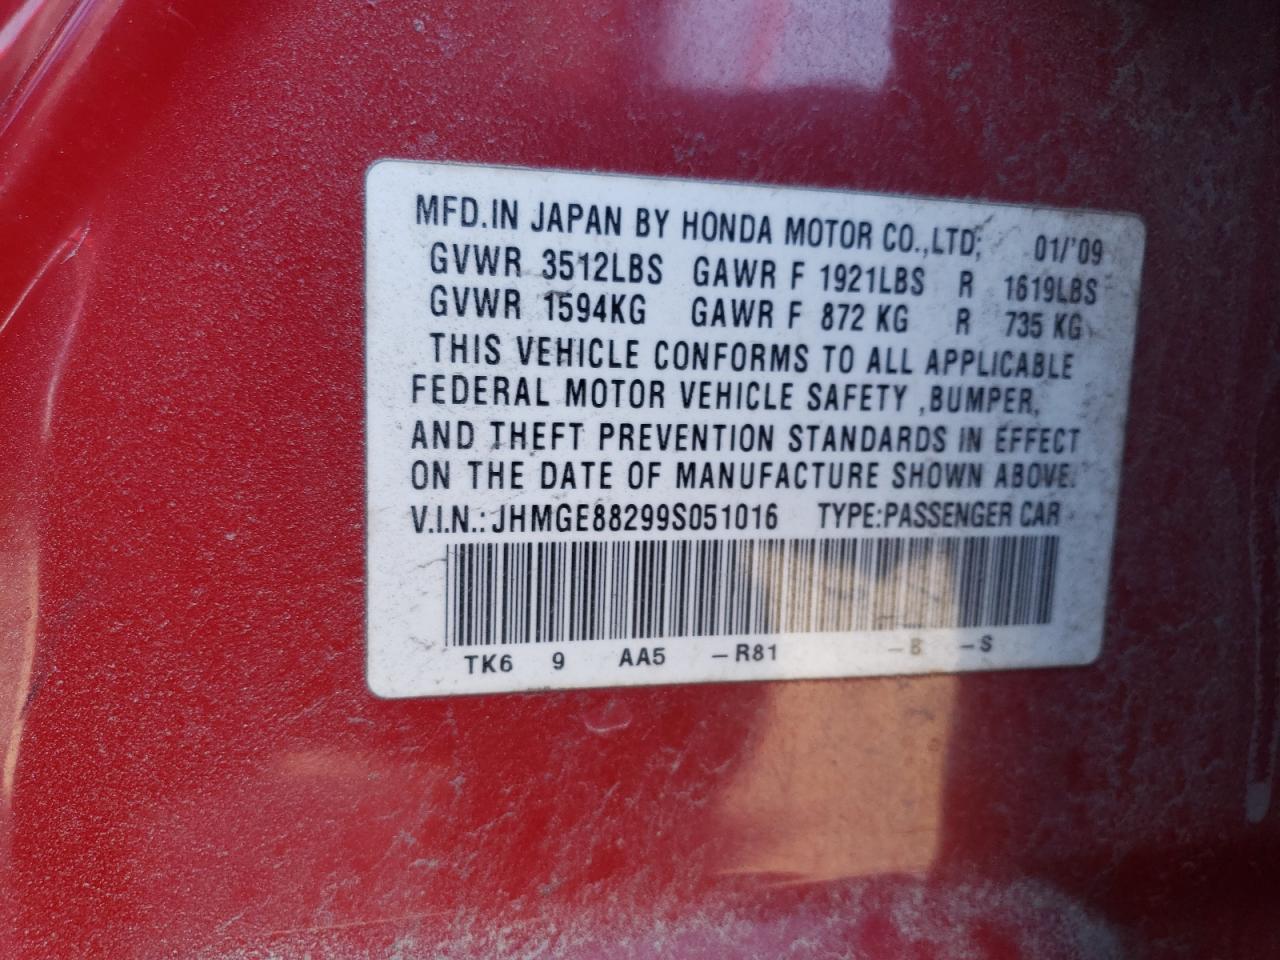 MFD.IN JAPAN BY HONDA MOTOR CO.,LTD; 01/'09
GVWR 3512LBS GAWR F 1921LBS R 1619LBS
GVWR 1594KG GAWR F 872 KG R 735 KG
THIS VEHICLE CONFORMS TO ALL APPLICABLE
FEDERAL MOTOR VEHICLE SAFETY ,BUMPER,
AND THEFT PREVENTION STANDARDS IN EFFECT
ON THE DATE OF MANUFACTURE SHOWN ABOVE.
V.I.N.: JHMGE88299S051016 TYPE:PASSENGER CAR
TK6 9 AA5 –R81 –B –S